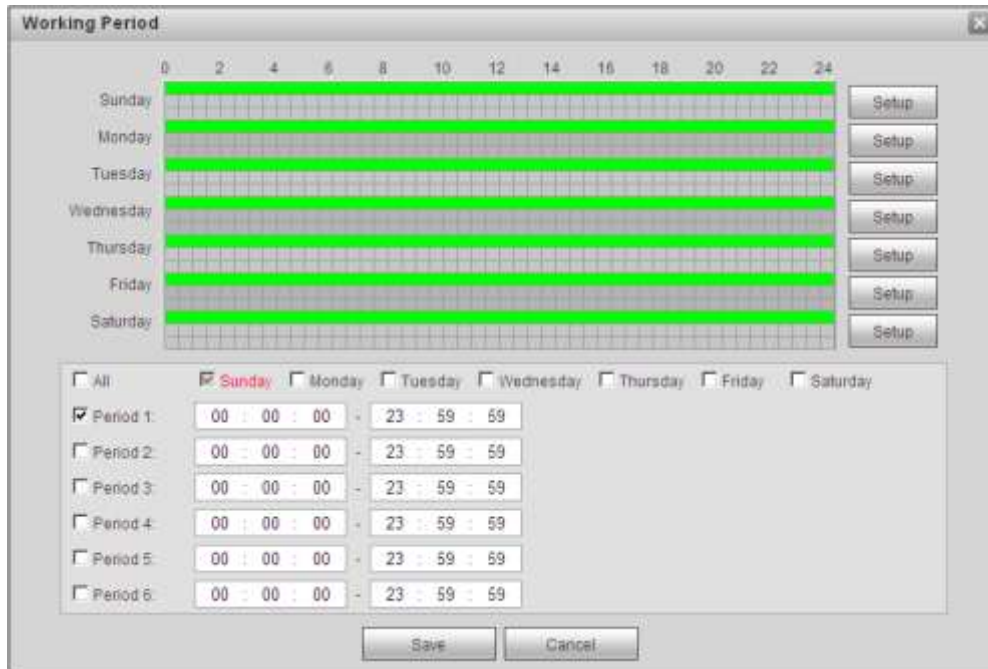 Working Period
0 2 4 6 8 10 12 14 16 18 20 22 24
Sunday Setup
Monday Setup
Tuesday Setup
Wednesday Setup
Thursday Setup
Friday Setup
Saturday Setup
All Sunday Monday Tuesday Wednesday Thursday Friday Saturday
Period 1: 00 : 00 : 00 - 23 : 59 : 59
Period 2: 00 : 00 : 00 - 23 : 59 : 59
Period 3: 00 : 00 : 00 - 23 : 59 : 59
Period 4: 00 : 00 : 00 - 23 : 59 : 59
Period 5: 00 : 00 : 00 - 23 : 59 : 59
Period 6: 00 : 00 : 00 - 23 : 59 : 59
Save Cancel